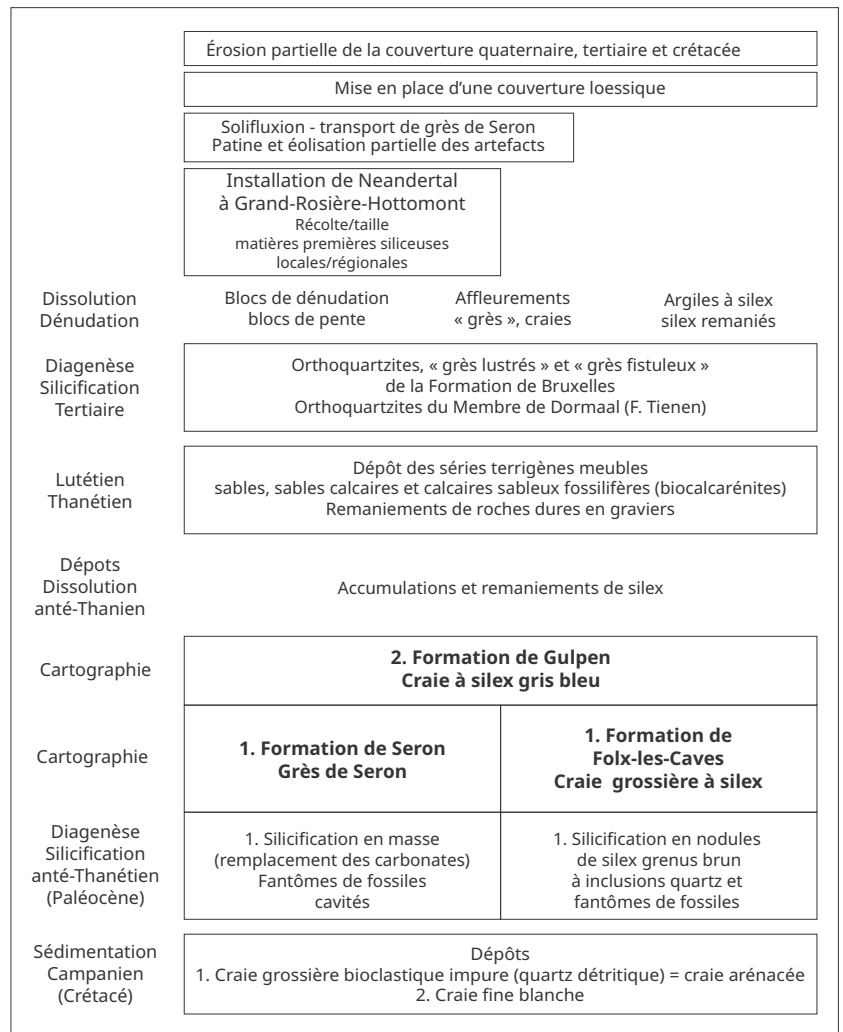 Érosion partielle de la couverture quaternaire, tertiaire et crétacée
Mise en place d'une couverture loessique
Solifluxion - transport de grès de Seron
Patine et éolisation partielle des artefacts
Installation de Neandertal
à Grand-Rosière-Hottomont
Récolte/taille
matières premières siliceuses
locales/régionales
Dissolution
Dénudation
Blocs de dénudation
blocs de pente
Affleurements
« grès », craies
Argiles à silex
silex remaniés
Diagenèse
Silicification
Tertiaire
Orthoquartzites, « grès lustrés » et « grès fistuleux »
de la Formation de Bruxelles
Orthoquartzites du Membre de Dormaal (F. Tienen)
Lutétien
Thanétien
Dépôt des séries terrigènes meubles
sables, sables calcaires et calcaires sableux fossilifères (biocalcarénites)
Remaniements de roches dures en graviers
Dépots
Dissolution
anté-Thanien
Accumulations et remaniements de silex
Cartographie
2. Formation de Gulpen
Craie à silex gris bleu
Cartographie
1. Formation de Seron
Grès de Seron
1. Formation de
Folx-les-Caves
Craie grossière à silex
Diagenèse
Silicification
anté-Thanétien
(Paléocène)
1. Silicification en masse
(remplacement des carbonates)
Fantômes de fossiles
cavités
1. Silicification en nodules
de silex grenus brun
à inclusions quartz et
fantômes de fossiles
Sédimentation
Campanien
(Crétacé)
Dépôts
1. Craie grossière bioclastique impure (quartz détritique) = craie arénacée
2. Craie fine blanche